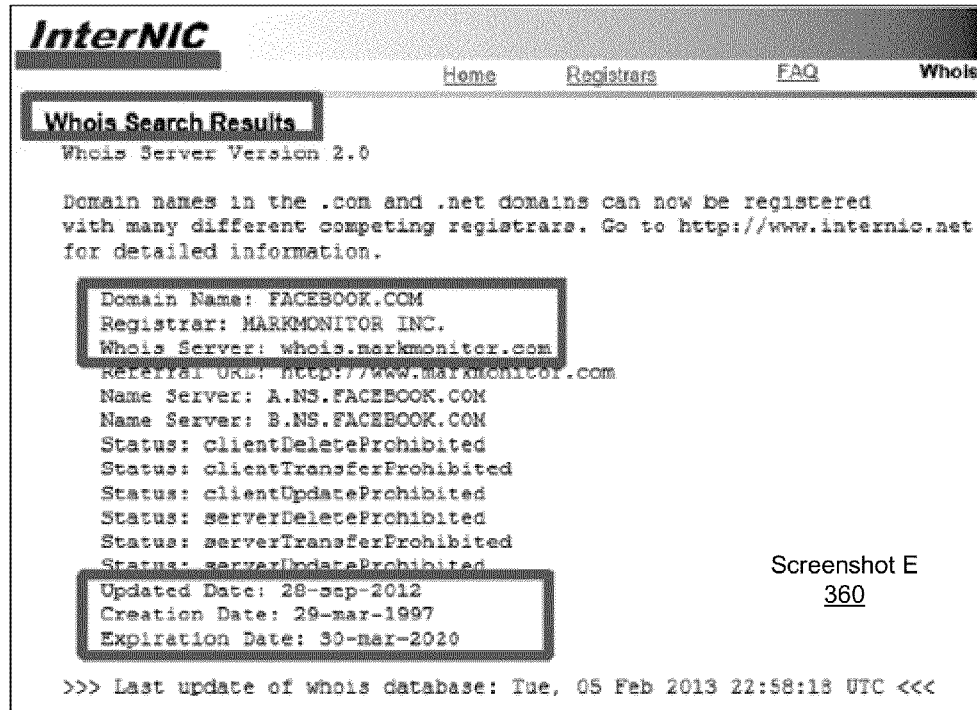 InterNIC
Home Registrars FAQ Whois
Whois Search Results
Whois Server Version 2.0
Domain names in the .com and .net domains can now be registered
with many different competing registrars. Go to http://www.internic.net
for detailed information.
Domain Name: FACEBOOK.COM
Registrar: MARKMONITOR INC.
Whois Server: whois.markmonitor.com
Referral URL: http://www.markmonitor.com
Name Server: A.NS.FACEBOOK.COM
Name Server: B.NS.FACEBOOK.COM
Status: clientDeleteProhibited
Status: clientTransferProhibited
Status: clientUpdateProhibited
Status: serverDeleteProhibited
Status: serverTransferProhibited
Status: serverUpdateProhibited
Updated Date: 28-sep-2012
Creation Date: 29-mar-1997
Expiration Date: 30-mar-2020
Screenshot E
360
>>> Last update of whois database: Tue, 05 Feb 2013 22:58:18 UTC <<<